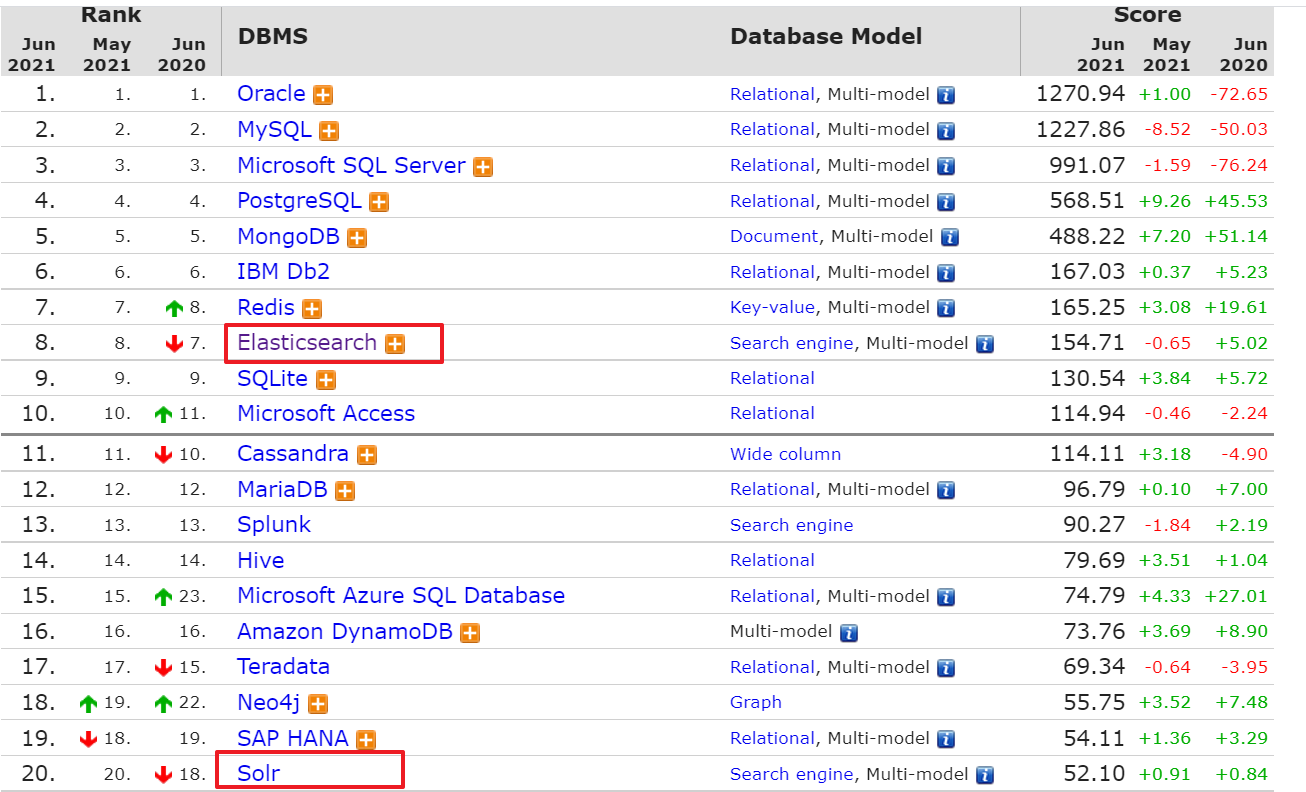 Rank Score
Jun May Jun DBMS Database Model Jun May Jun
2021 2021 2020 2021 2021 2020
1. 1. 1. Oracle Relational, Multi-model 1270.94 +1.00 -72.65
2. 2. 2. MySQL Relational, Multi-model 1227.86 -8.52 -50.03
3. 3. 3. Microsoft SQL Server Relational, Multi-model 991.07 -1.59 -76.24
4. 4. 4. PostgreSQL Relational, Multi-model 568.51 +9.26 +45.53
5. 5. 5. MongoDB Document, Multi-model 488.22 +7.20 +51.14
6. 6. 6. IBM Db2 Relational, Multi-model 167.03 +0.37 +5.23
7. 7. 8. Redis Key-value, Multi-model 165.25 +3.08 +19.61
8. 8. 7. Elasticsearch Search engine, Multi-model 154.71 -0.65 +5.02
9. 9. 9. SQLite Relational 130.54 +3.84 +5.72
10. 10. 11. Microsoft Access Relational 114.94 -0.46 -2.24
11. 11. 10. Cassandra Wide column 114.11 +3.18 -4.90
12. 12. 12. MariaDB Relational, Multi-model 96.79 +0.10 +7.00
13. 13. 13. Splunk Search engine 90.27 -1.84 +2.19
14. 14. 14. Hive Relational 79.69 +3.51 +1.04
15. 15. 23. Microsoft Azure SQL Database Relational, Multi-model 74.79 +4.33 +27.01
16. 16. 16. Amazon DynamoDB Multi-model 73.76 +3.69 +8.90
17. 17. 15. Teradata Relational, Multi-model 69.34 -0.64 -3.95
18. 19. 22. Neo4j Graph 55.75 +3.52 +7.48
19. 18. 19. SAP HANA Relational, Multi-model 54.11 +1.36 +3.29
20. 20. 18. Solr Search engine, Multi-model 52.10 +0.91 +0.84